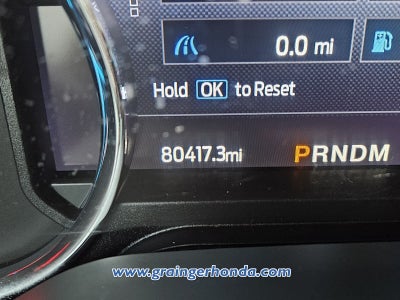 0.0 mi
Hold OK to Reset
80417.3mi PRNDM
www.graingerhonda.com